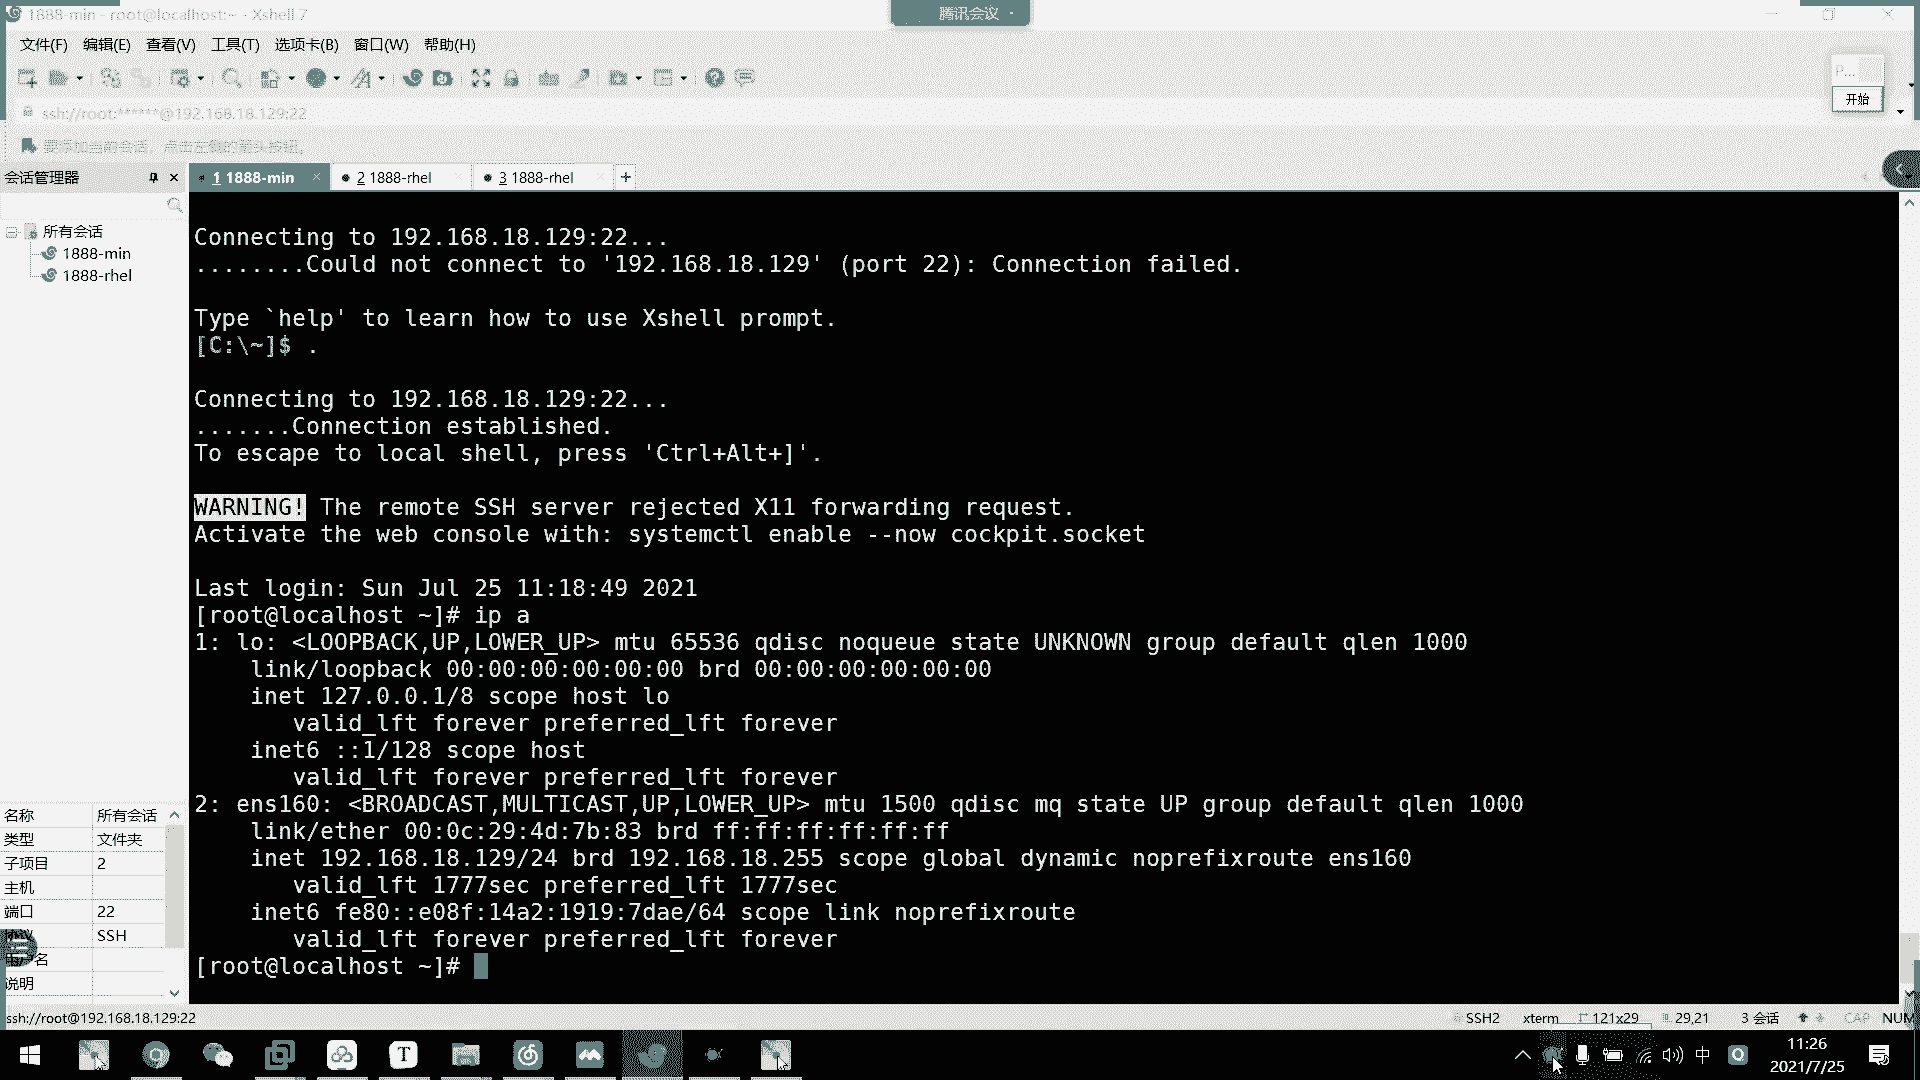 1888-min - root@localhost:~ - Xshell 7
腾讯会议
文件(F) 编辑(E) 查看(V) 工具(T) 选项卡(B) 窗口(W) 帮助(H)
P...
开始
ssh://root:******@192.168.18.129:22
要添加当前会话，点击左侧的箭头按钮。
会话管理器
1 1888-min
2 1888-rhel
3 1888-rhel
所有会话
1888-min
1888-rhel
Connecting to 192.168.18.129:22...
........Could not connect to '192.168.18.129' (port 22): Connection failed.
Type `help' to learn how to use Xshell prompt.
[C:\~]$ .
Connecting to 192.168.18.129:22...
.......Connection established.
To escape to local shell, press 'Ctrl+Alt+]'.
WARNING! The remote SSH server rejected X11 forwarding request.
Activate the web console with: systemctl enable --now cockpit.socket
Last login: Sun Jul 25 11:18:49 2021
[root@localhost ~]# ip a
1: lo: <LOOPBACK,UP,LOWER_UP> mtu 65536 qdisc noqueue state UNKNOWN group default qlen 1000
link/loopback 00:00:00:00:00:00 brd 00:00:00:00:00:00
inet 127.0.0.1/8 scope host lo
valid_lft forever preferred_lft forever
inet6 ::1/128 scope host
valid_lft forever preferred_lft forever
2: ens160: <BROADCAST,MULTICAST,UP,LOWER_UP> mtu 1500 qdisc mq state UP group default qlen 1000
link/ether 00:0c:29:4d:7b:83 brd ff:ff:ff:ff:ff:ff
inet 192.168.18.129/24 brd 192.168.18.255 scope global dynamic noprefixroute ens160
valid_lft 1777sec preferred_lft 1777sec
inet6 fe80::e08f:14a2:1919:7dae/64 scope link noprefixroute
valid_lft forever preferred_lft forever
[root@localhost ~]#
名称 所有会话
类型 文件夹
子项目 2
主机
端口 22
SSH
名
说明
ssh://root@192.168.18.129:22
SSH2 xterm 121x29 29,21 3 会话 CAP NUM
中
11:26
2021/7/25